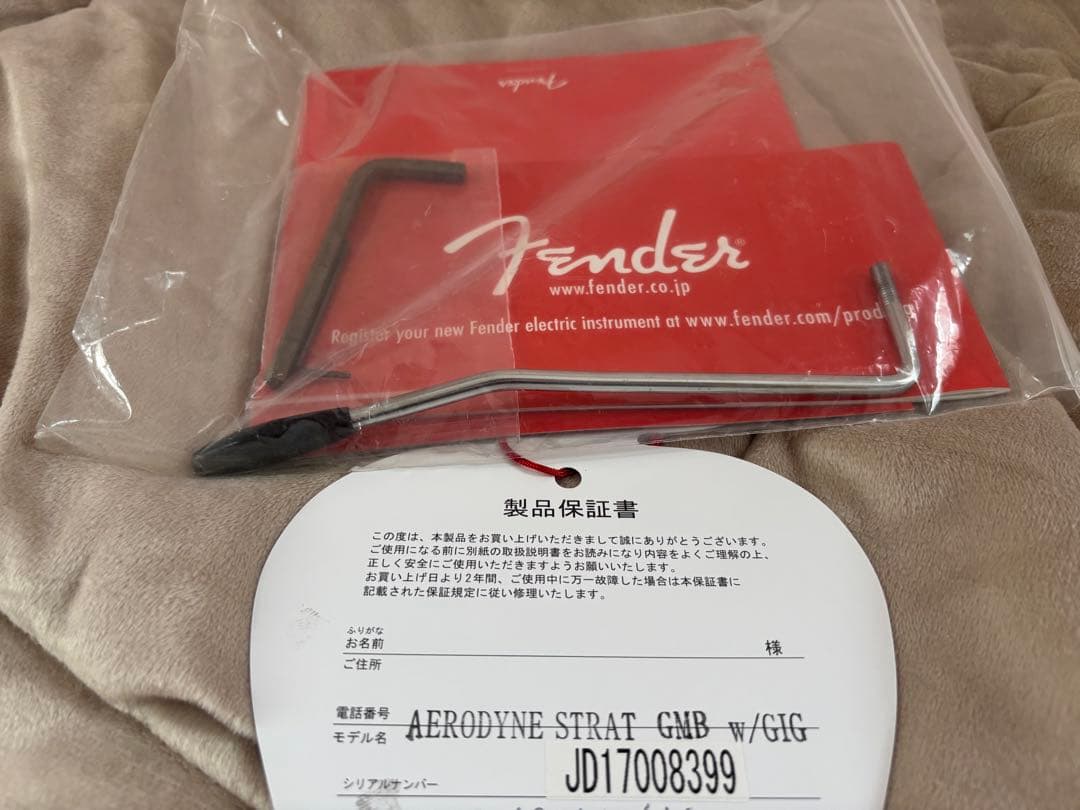 Fender
Fender®
www.fender.co.jp
Register your new Fender electric instrument at www.fender.com/prod
製品保証書
この度は、本製品をお買い上げいただきまして誠にありがとうございます。
ご使用になる前に別紙の取扱説明書をお読みになり内容をよくご理解の上、
正しく安全にご使用いただきますようお願いいたします。
お買い上げ日より2年間、ご使用中に万一故障した場合は本保証書に
記載された保証規定に従い修理いたします。
ふりがな
お名前 様
ご住所
電話番号
モデル名 AERODYNE STRAT GMB w/GIG
シリアルナンバー JD17008399